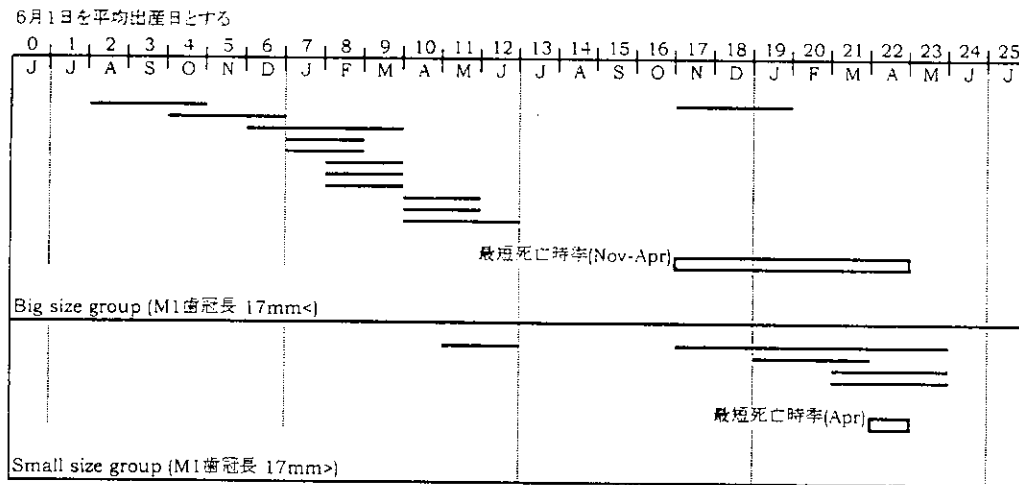 6月1日を平均出産日とする
0 1 2 3 4 5 6 7 8 9 10 11 12 13 14 15 16 17 18 19 20 21 22 23 24 25
J J A S O N D J F M A M J J A S O N D J F M A M J J
最短死亡時季(Nov-Apr)
Big size group (M1歯冠長 17mm<)
最短死亡時季(Apr)
Small size group (M1歯冠長 17mm>)